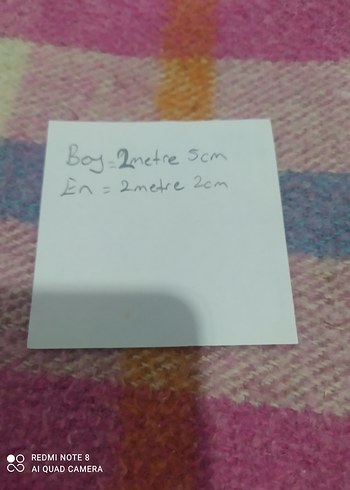 Boy = 2metre 5cm
En = 2metre 2cm
REDMI NOTE 8
AI QUAD CAMERA